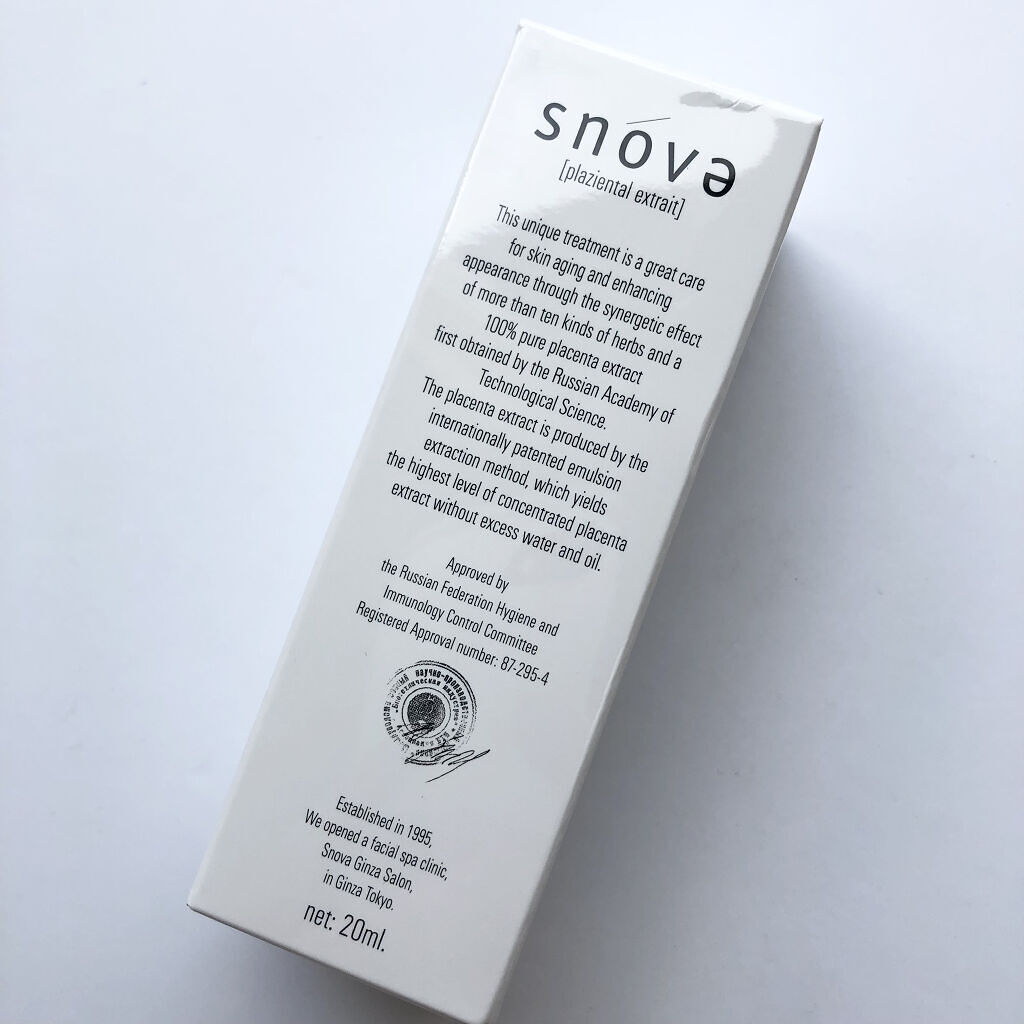 snóvə
[plaziental extrait]
This unique treatment is a great care
for skin aging and enhancing
appearance through the synergetic effect
of more than ten kinds of herbs and a
100% pure placenta extract
first obtained by the Russian Academy of
Technological Science.
The placenta extract is produced by the
internationally patented emulsion
extraction method, which yields
the highest level of concentrated placenta
extract without excess water and oil.
Approved by
the Russian Federation Hygiene and
Immunology Control Committee
Registered Approval number: 87-295-4
научно-производств
Established in 1995,
We opened a facial spa clinic,
Snova Ginza Salon,
in Ginza Tokyo.
net: 20ml.